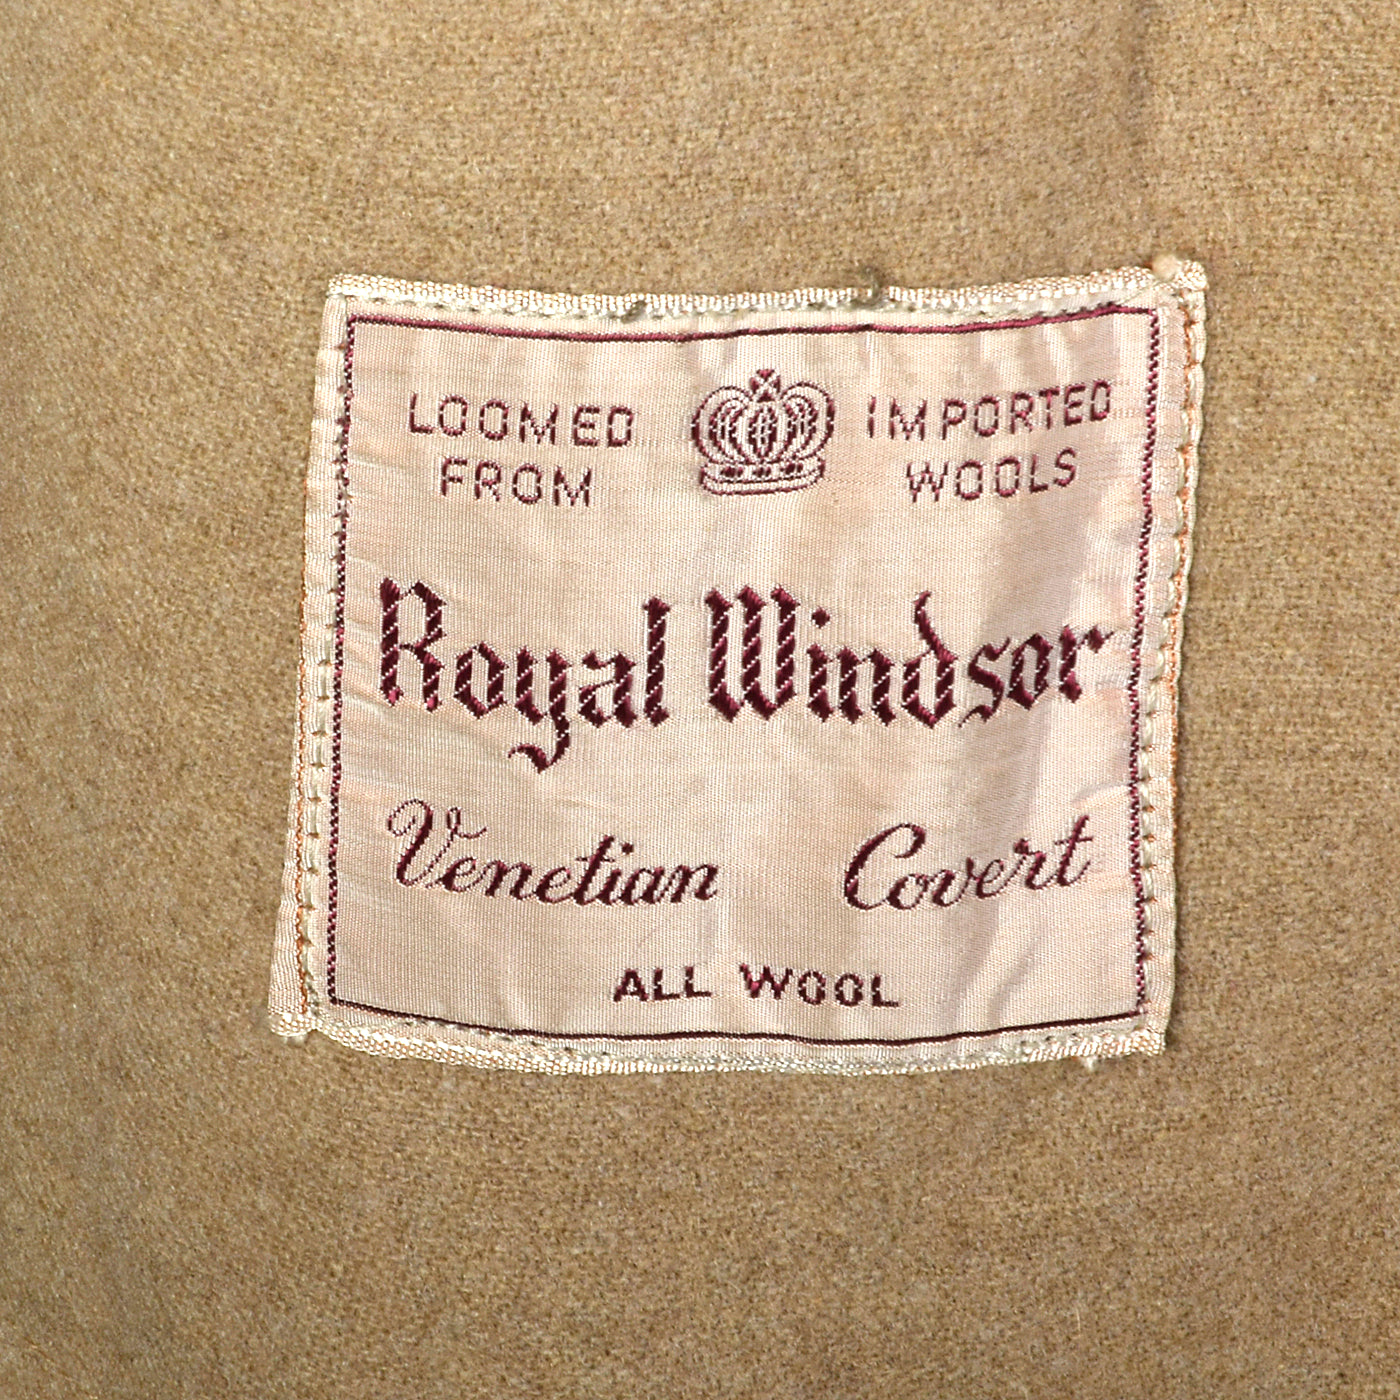 LOOMED FROM
IMPORTED WOOLS
Royal Windsor
Venetian Covert
ALL WOOL